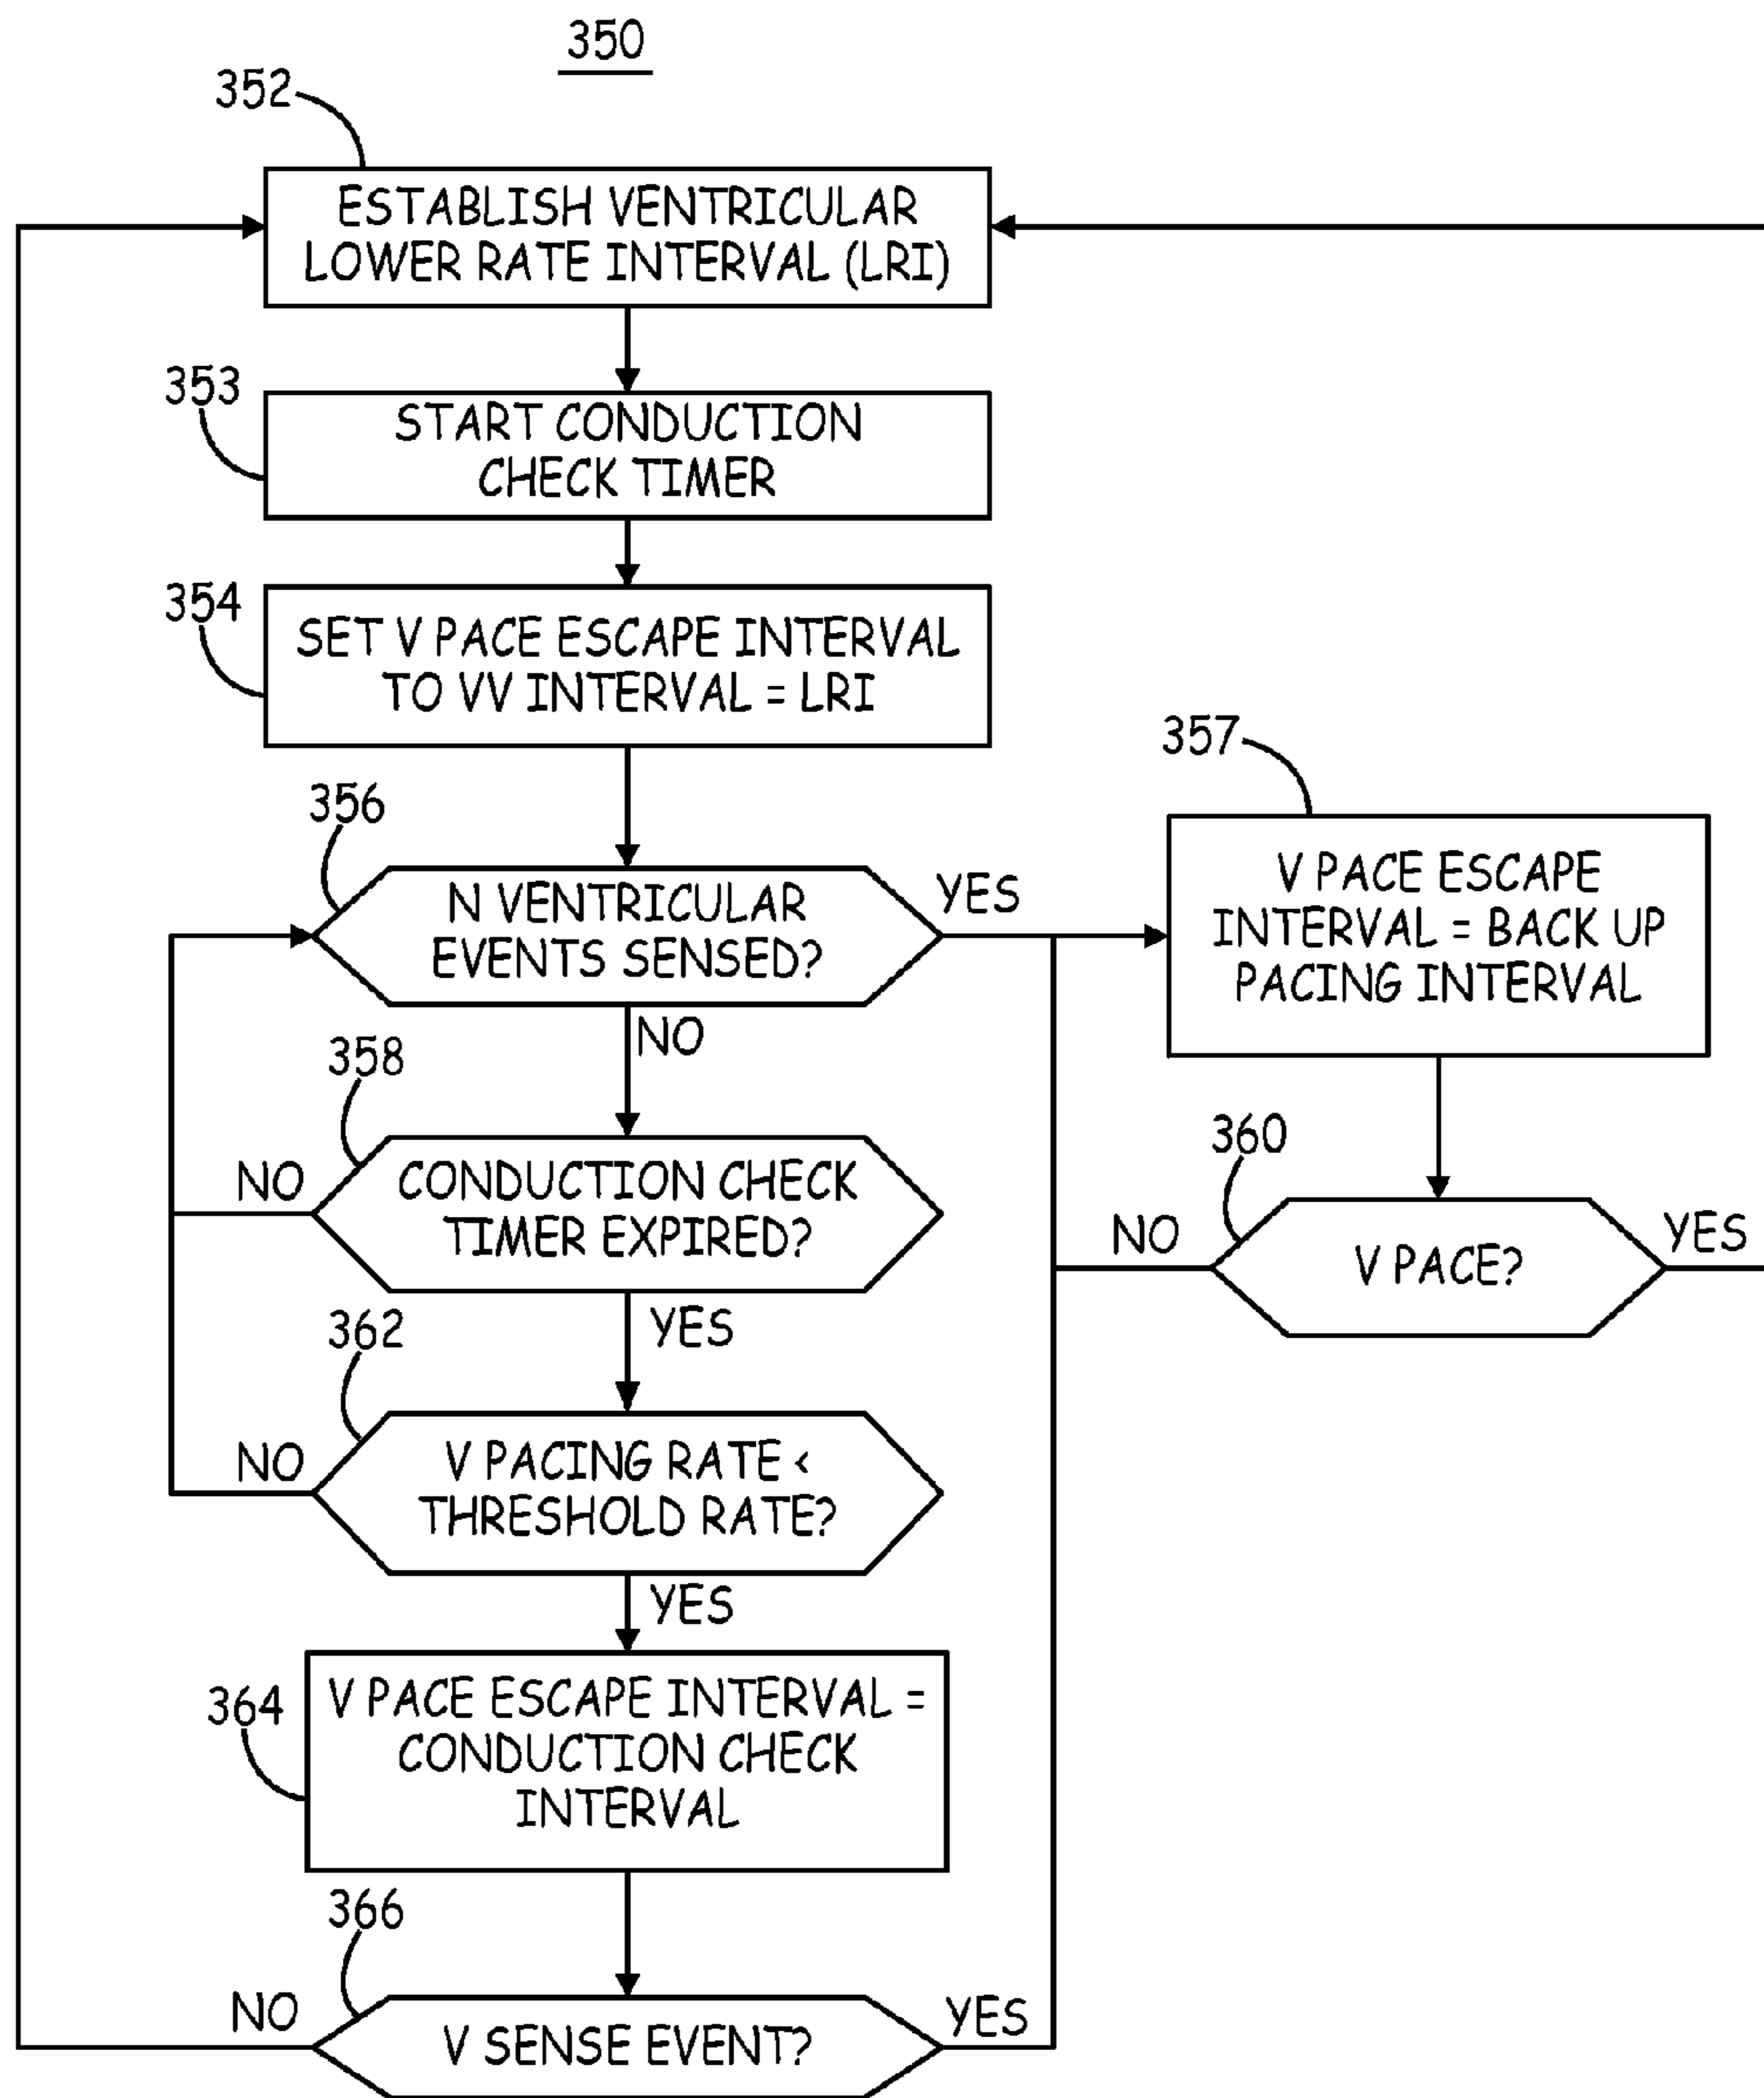 350
352
ESTABLISH VENTRICULAR
LOWER RATE INTERVAL (LRI)
353
START CONDUCTION
CHECK TIMER
354
SET V PACE ESCAPE INTERVAL
TO VV INTERVAL = LRI
357
356
N VENTRICULAR
EVENTS SENSED?
YES
V PACE ESCAPE
INTERVAL = BACK UP
PACING INTERVAL
NO
358
NO
CONDUCTION CHECK
TIMER EXPIRED?
360
NO
V PACE?
YES
YES
362
NO
V PACING RATE <
THRESHOLD RATE?
YES
364
V PACE ESCAPE INTERVAL =
CONDUCTION CHECK
INTERVAL
366
NO
V SENSE EVENT?
YES